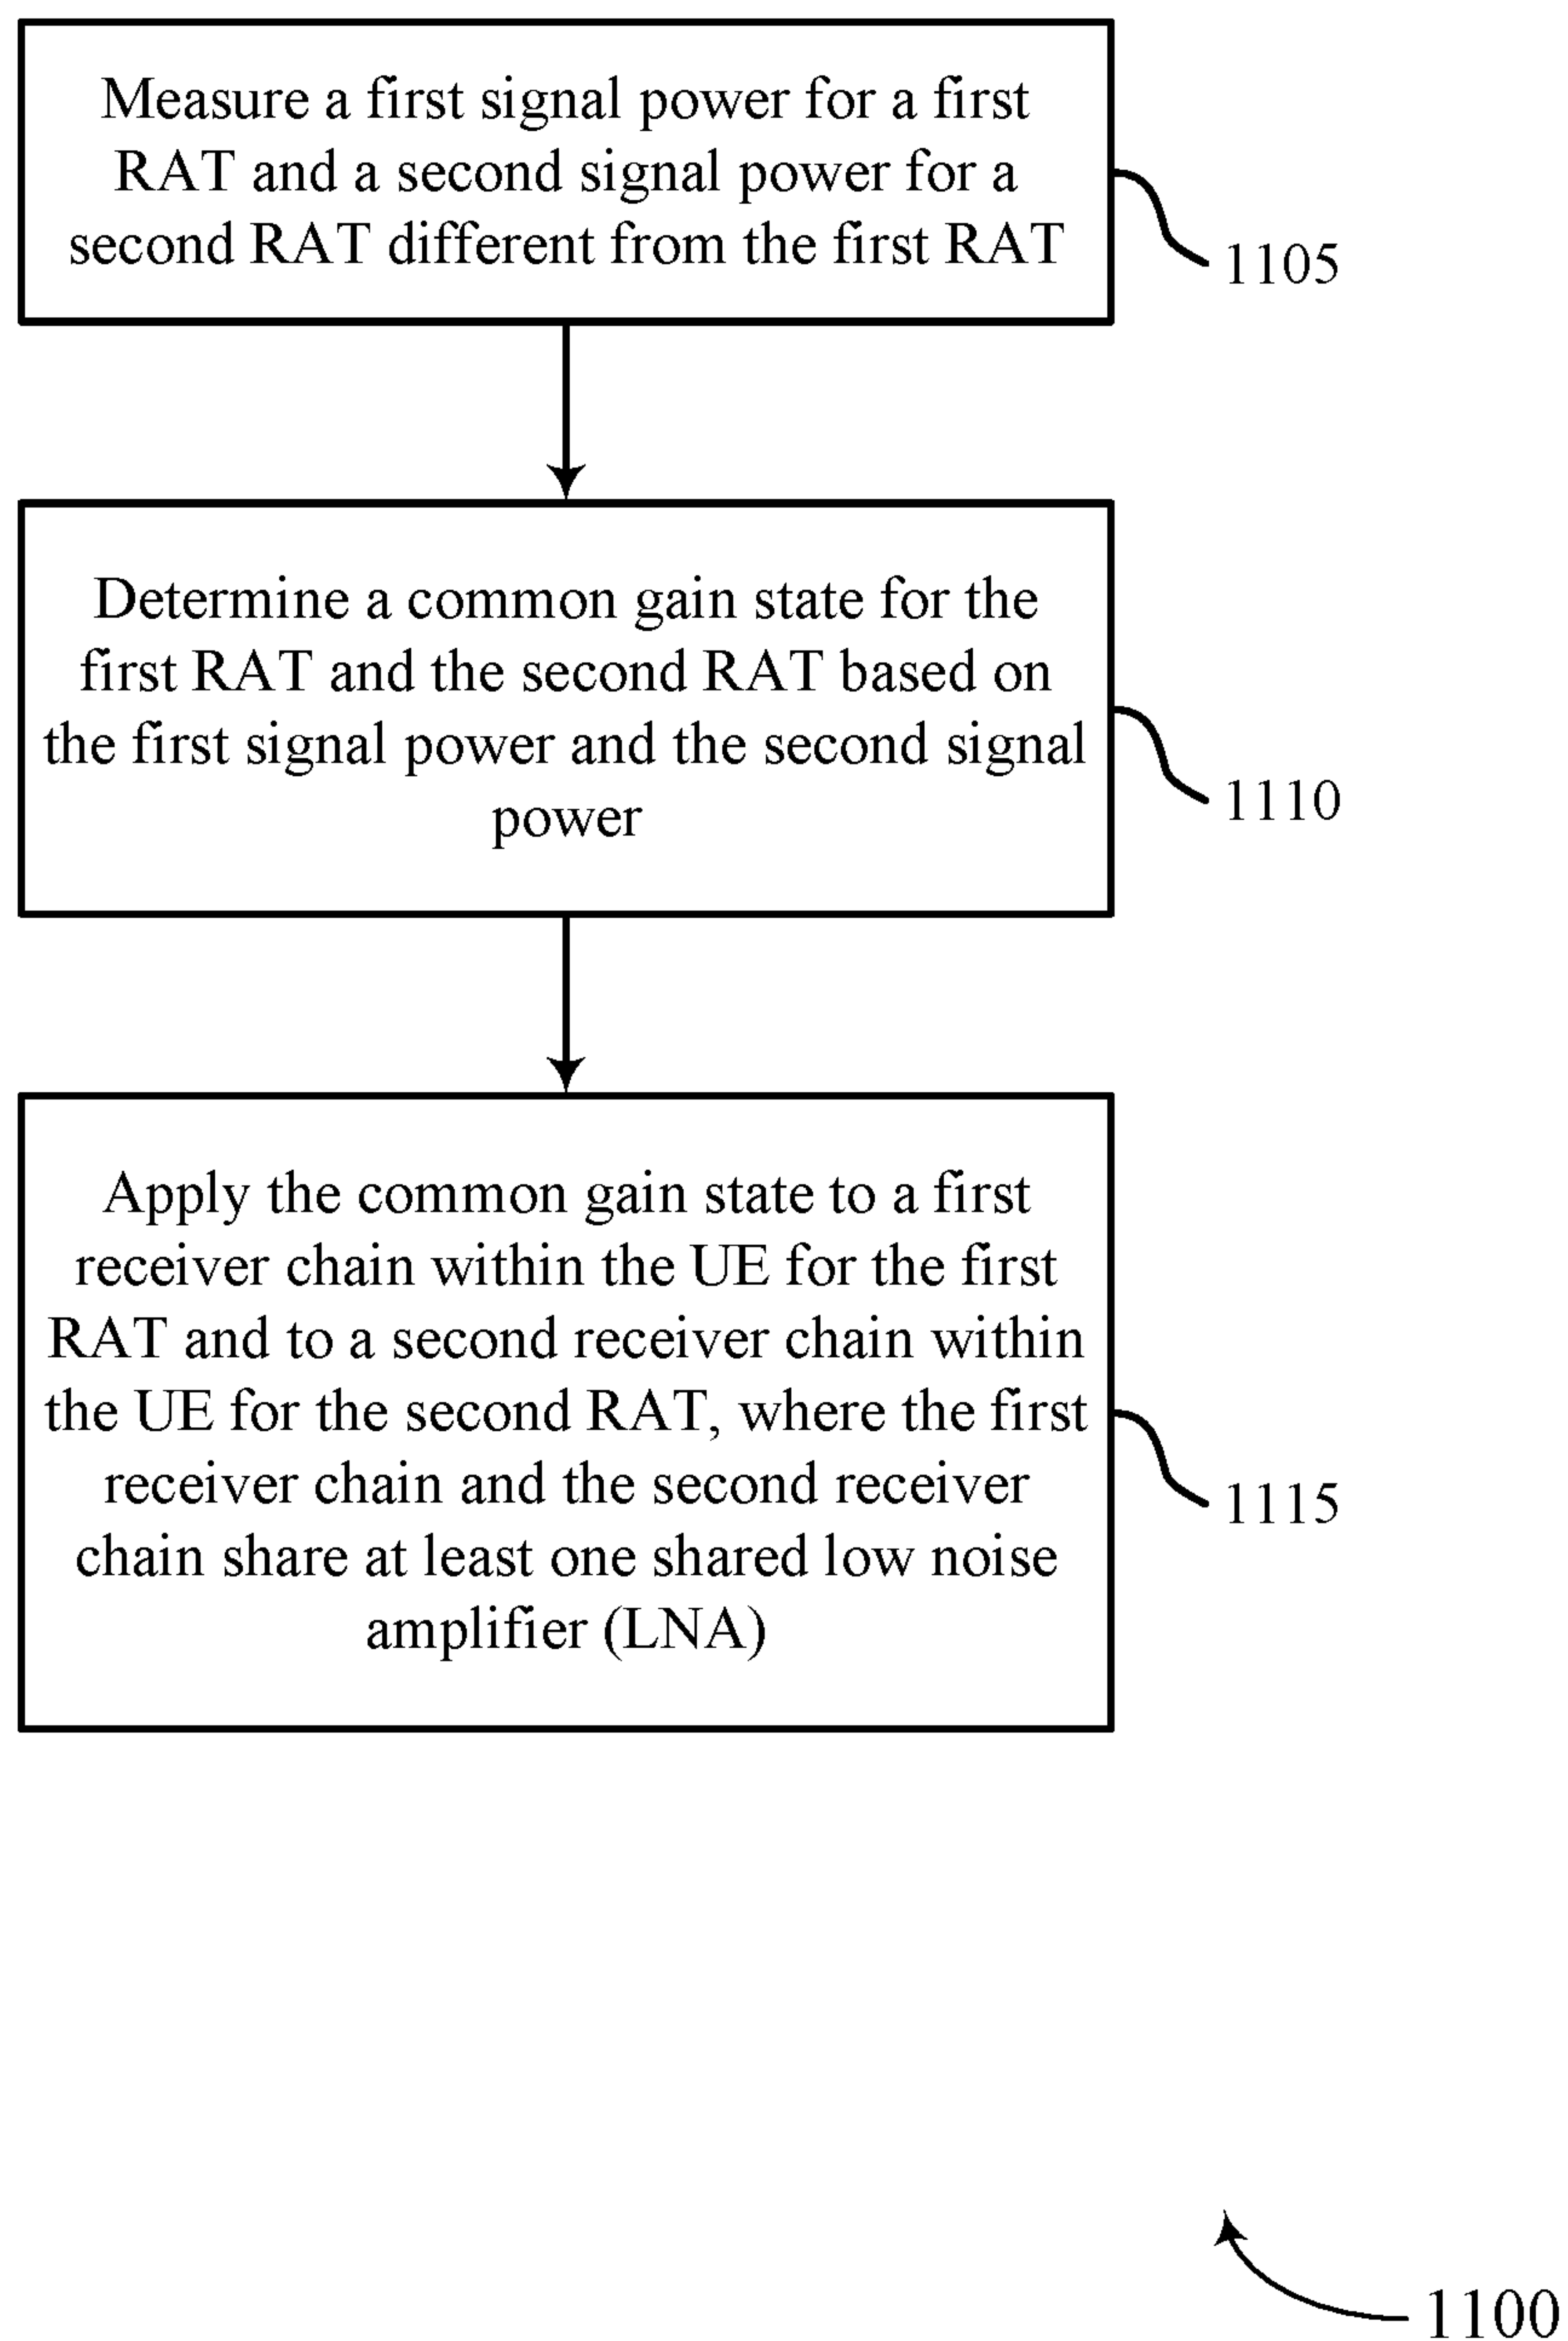 Measure a first signal power for a first
RAT and a second signal power for a
second RAT different from the first RAT
1105
Determine a common gain state for the
first RAT and the second RAT based on
the first signal power and the second signal
power
1110
Apply the common gain state to a first
receiver chain within the UE for the first
RAT and to a second receiver chain within
the UE for the second RAT, where the first
receiver chain and the second receiver
chain share at least one shared low noise
amplifier (LNA)
1115
1100